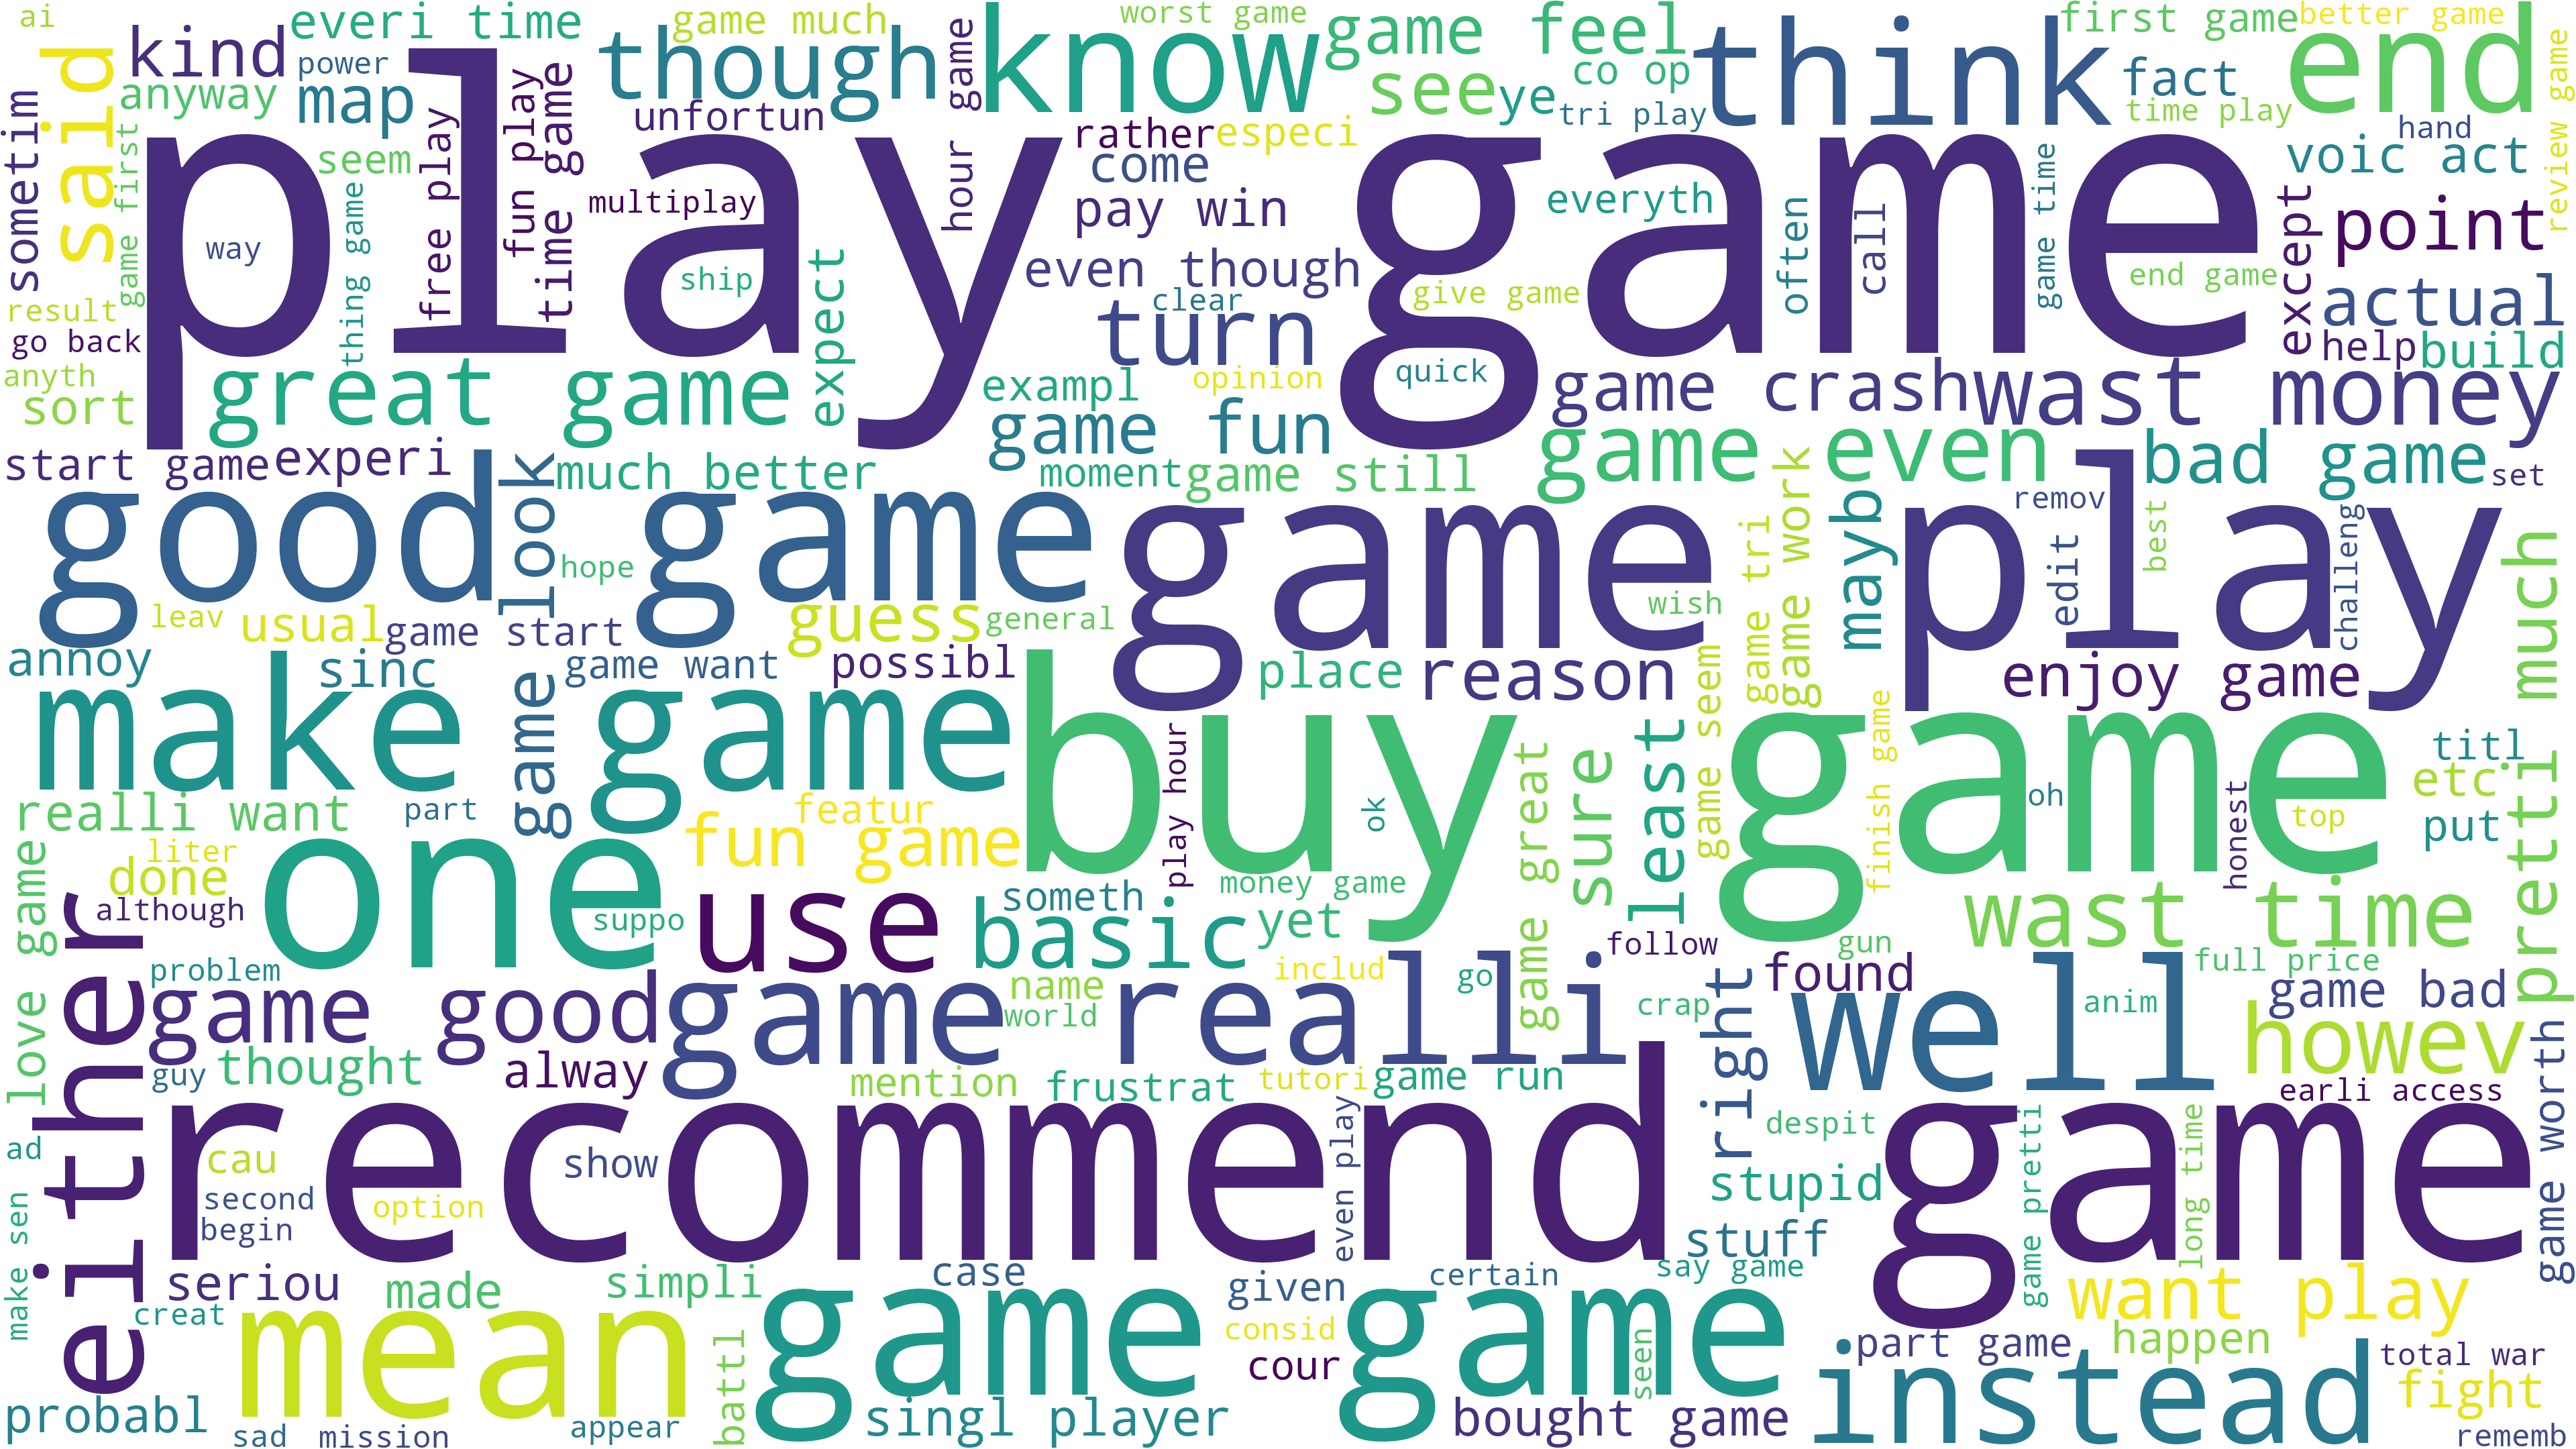 ai
everi time
game much
worst game
first game
better game
said
kind
power
though
hour game
know
game feel
co op
think
fact
end
sometim
anyway
map
free play
fun play
time game
unfortun
see
ye
tri play
time play
hand
review game
game first
seem
play
multiplay
rather
especi
come
game
everyth
often
call
game time
voic act
way
thing game
ship
expect
pay win
even though
clear
give game
end game
except
point
result
go back
turn
actual
help
build
anyth
sort
great game
exampl
opinion
quick
game crash
wast money
game fun
start game
experi
game look
much better
moment
game still
game even
bad game
set
good game
hope
game play
game tri
game work
maybe
remov
edit
best
challeng
pretti much
leav
usual
game start
guess
general
wish
annoy
sinc
game want
possibl
place
reason
game seem
enjoy game
make game
buy game
play hour
game great
sure
least
finish game
honest
titl
etc
realli want
part
featur
ok
oh
top
put
love game
liter
done
one
fun game
although
suppo
use
someth
basic
money game
yet
wast time
either
problem
game good
game realli
name
includ
go
world
crap
follow
right
gun
found
well
anim
full price
game bad
howev
game worth
guy
thought
alway
mention
frustrat
tutori
game run
earli access
ad
cau
recommend game
show
even play
despit
game pretti
long time
make sen
second
option
begin
stupid
stuff
seriou
made
simpli
case
given
certain
say game
want play
creat
mean
battl
game game
consid
cour
seen
part game
happen
instead
total war
fight
probabl
sad
mission
appear
singl player
bought game
rememb